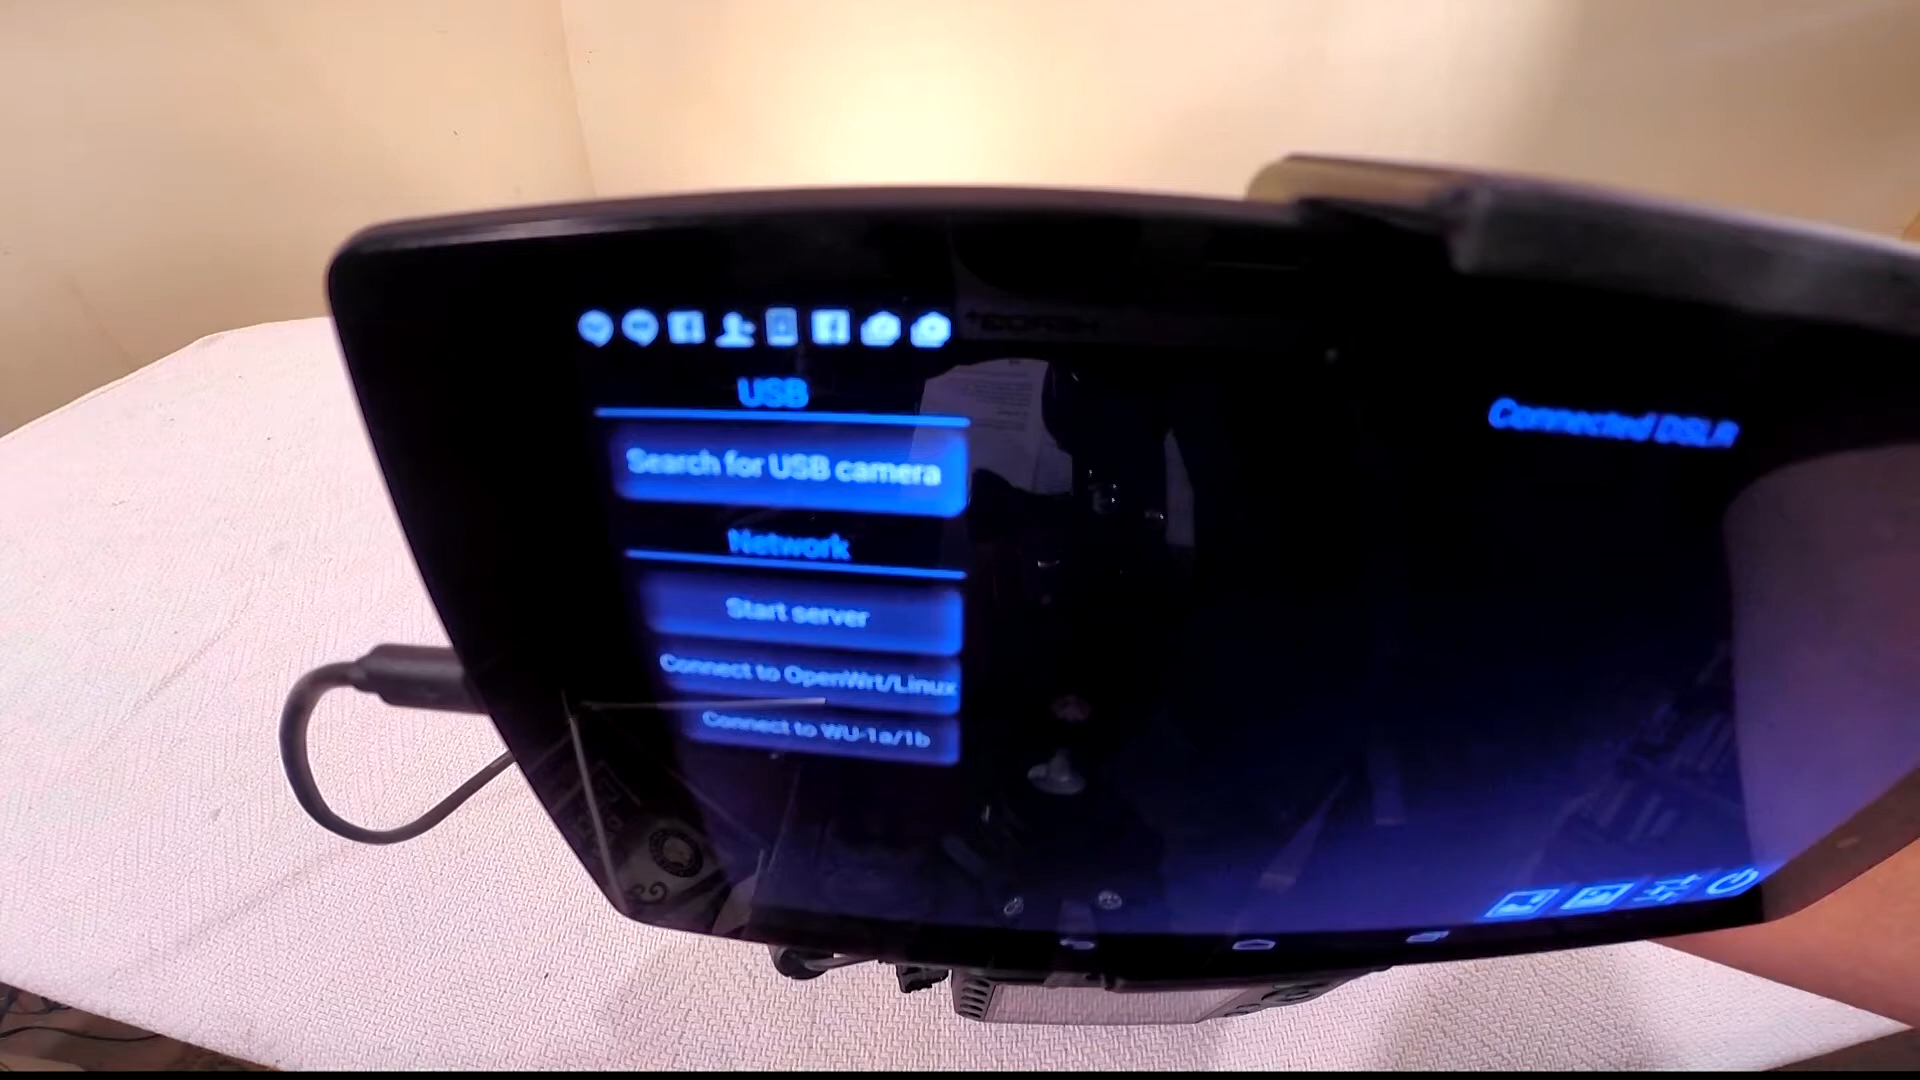 USB
Search for USB camera
Connected DSLR
Network
Start server
Connect to OpenWrt/Linux
Connect to WU-1a/1b